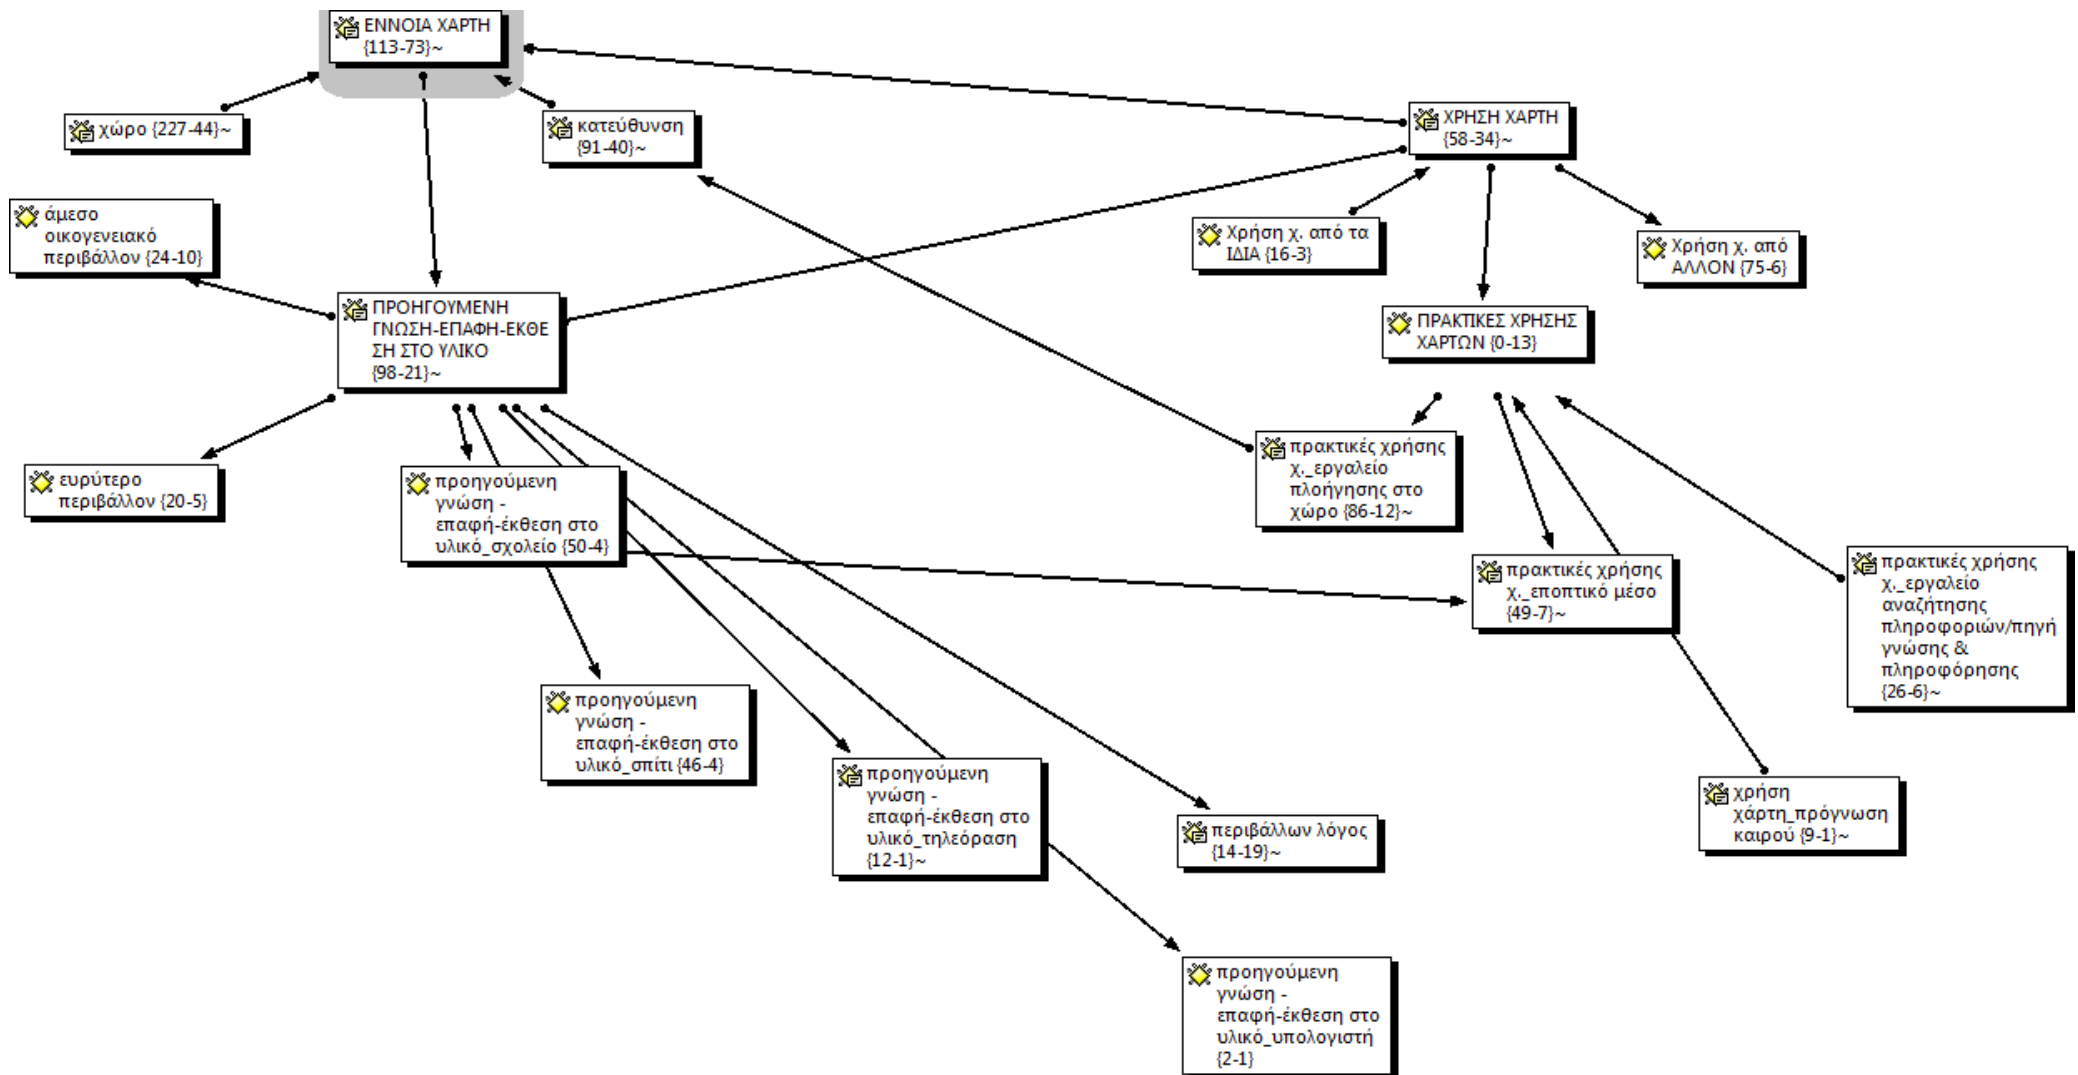 ΕΝΝΟΙΑ ΧΑΡΤΗ
{113-73}~
χώρο {227-44}~
κατεύθυνση
{91-40}~
ΧΡΗΣΗ ΧΑΡΤΗ
{58-34}~
άμεσο
οικογενειακό
περιβάλλον {24-10}
Χρήση χ. από τα
ΙΔΙΑ {16-3}
Χρήση χ. από
ΑΛΛΟΝ {75-6}
ΠΡΟΗΓΟΥΜΕΝΗ
ΓΝΩΣΗ-ΕΠΑΦΗ-ΕΚΘΕ
ΣΗ ΣΤΟ ΥΛΙΚΟ
{98-21}~
ΠΡΑΚΤΙΚΕΣ ΧΡΗΣΗΣ
ΧΑΡΤΩΝ {0-13}
ευρύτερο
περιβάλλον {20-5}
προηγούμενη
γνώση -
επαφή-έκθεση στο
υλικό_σχολείο {50-4}
πρακτικές χρήσης
χ._εργαλείο
πλοήγησης στο
χώρο {86-12}~
πρακτικές χρήσης
χ._εποπτικό μέσο
{49-7}~
πρακτικές χρήσης
χ._εργαλείο
αναζήτησης
πληροφοριών/πηγή
γνώσης &
πληροφόρησης
{26-6}~
προηγούμενη
γνώση -
επαφή-έκθεση στο
υλικό_σπίτι {46-4}
προηγούμενη
γνώση -
επαφή-έκθεση στο
υλικό_τηλεόραση
{12-1}~
περιβάλλων λόγος
{14-19}~
χρήση
χάρτη_πρόγνωση
καιρού {9-1}~
προηγούμενη
γνώση -
επαφή-έκθεση στο
υλικό_υπολογιστή
{2-1}